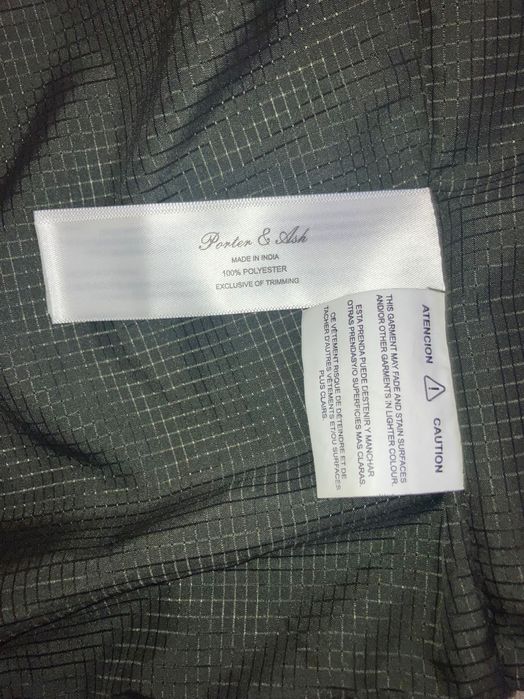 Porter & Ash
MADE IN INDIA
100% POLYESTER
EXCLUSIVE OF TRIMMING
ATENCION CAUTION
THIS GARMENT MAY FADE AND STAIN SURFACES
AND/OR OTHER GARMENTS IN LIGHTER COLOUR.
ESTA PRENDA PUEDE DESTENIR Y MANCHAR
OTRAS PRENDASY/O SUPERFICIES MAS CLARAS.
CE VÊTEMENT RISQUE DE DÉTEINDRE ET DE
TACHER D'AUTRES VÊTEMENTS ET/OU SURFACES
PLUS CLAIRS.